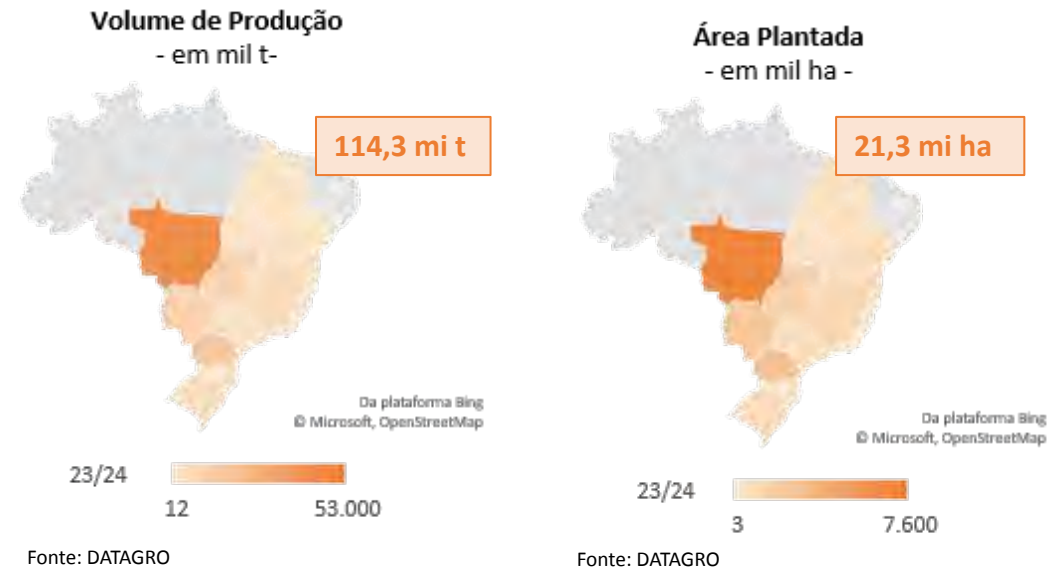 Volume de Produção
- em mil t-
114,3 mi t
Da plataforma Bing
© Microsoft, OpenStreetMap
23/24
12
53.000
Fonte: DATAGRO
Área Plantada
- em mil ha -
21,3 mi ha
Da plataforma Bing
© Microsoft, OpenStreetMap
23/24
3
7.600
Fonte: DATAGRO